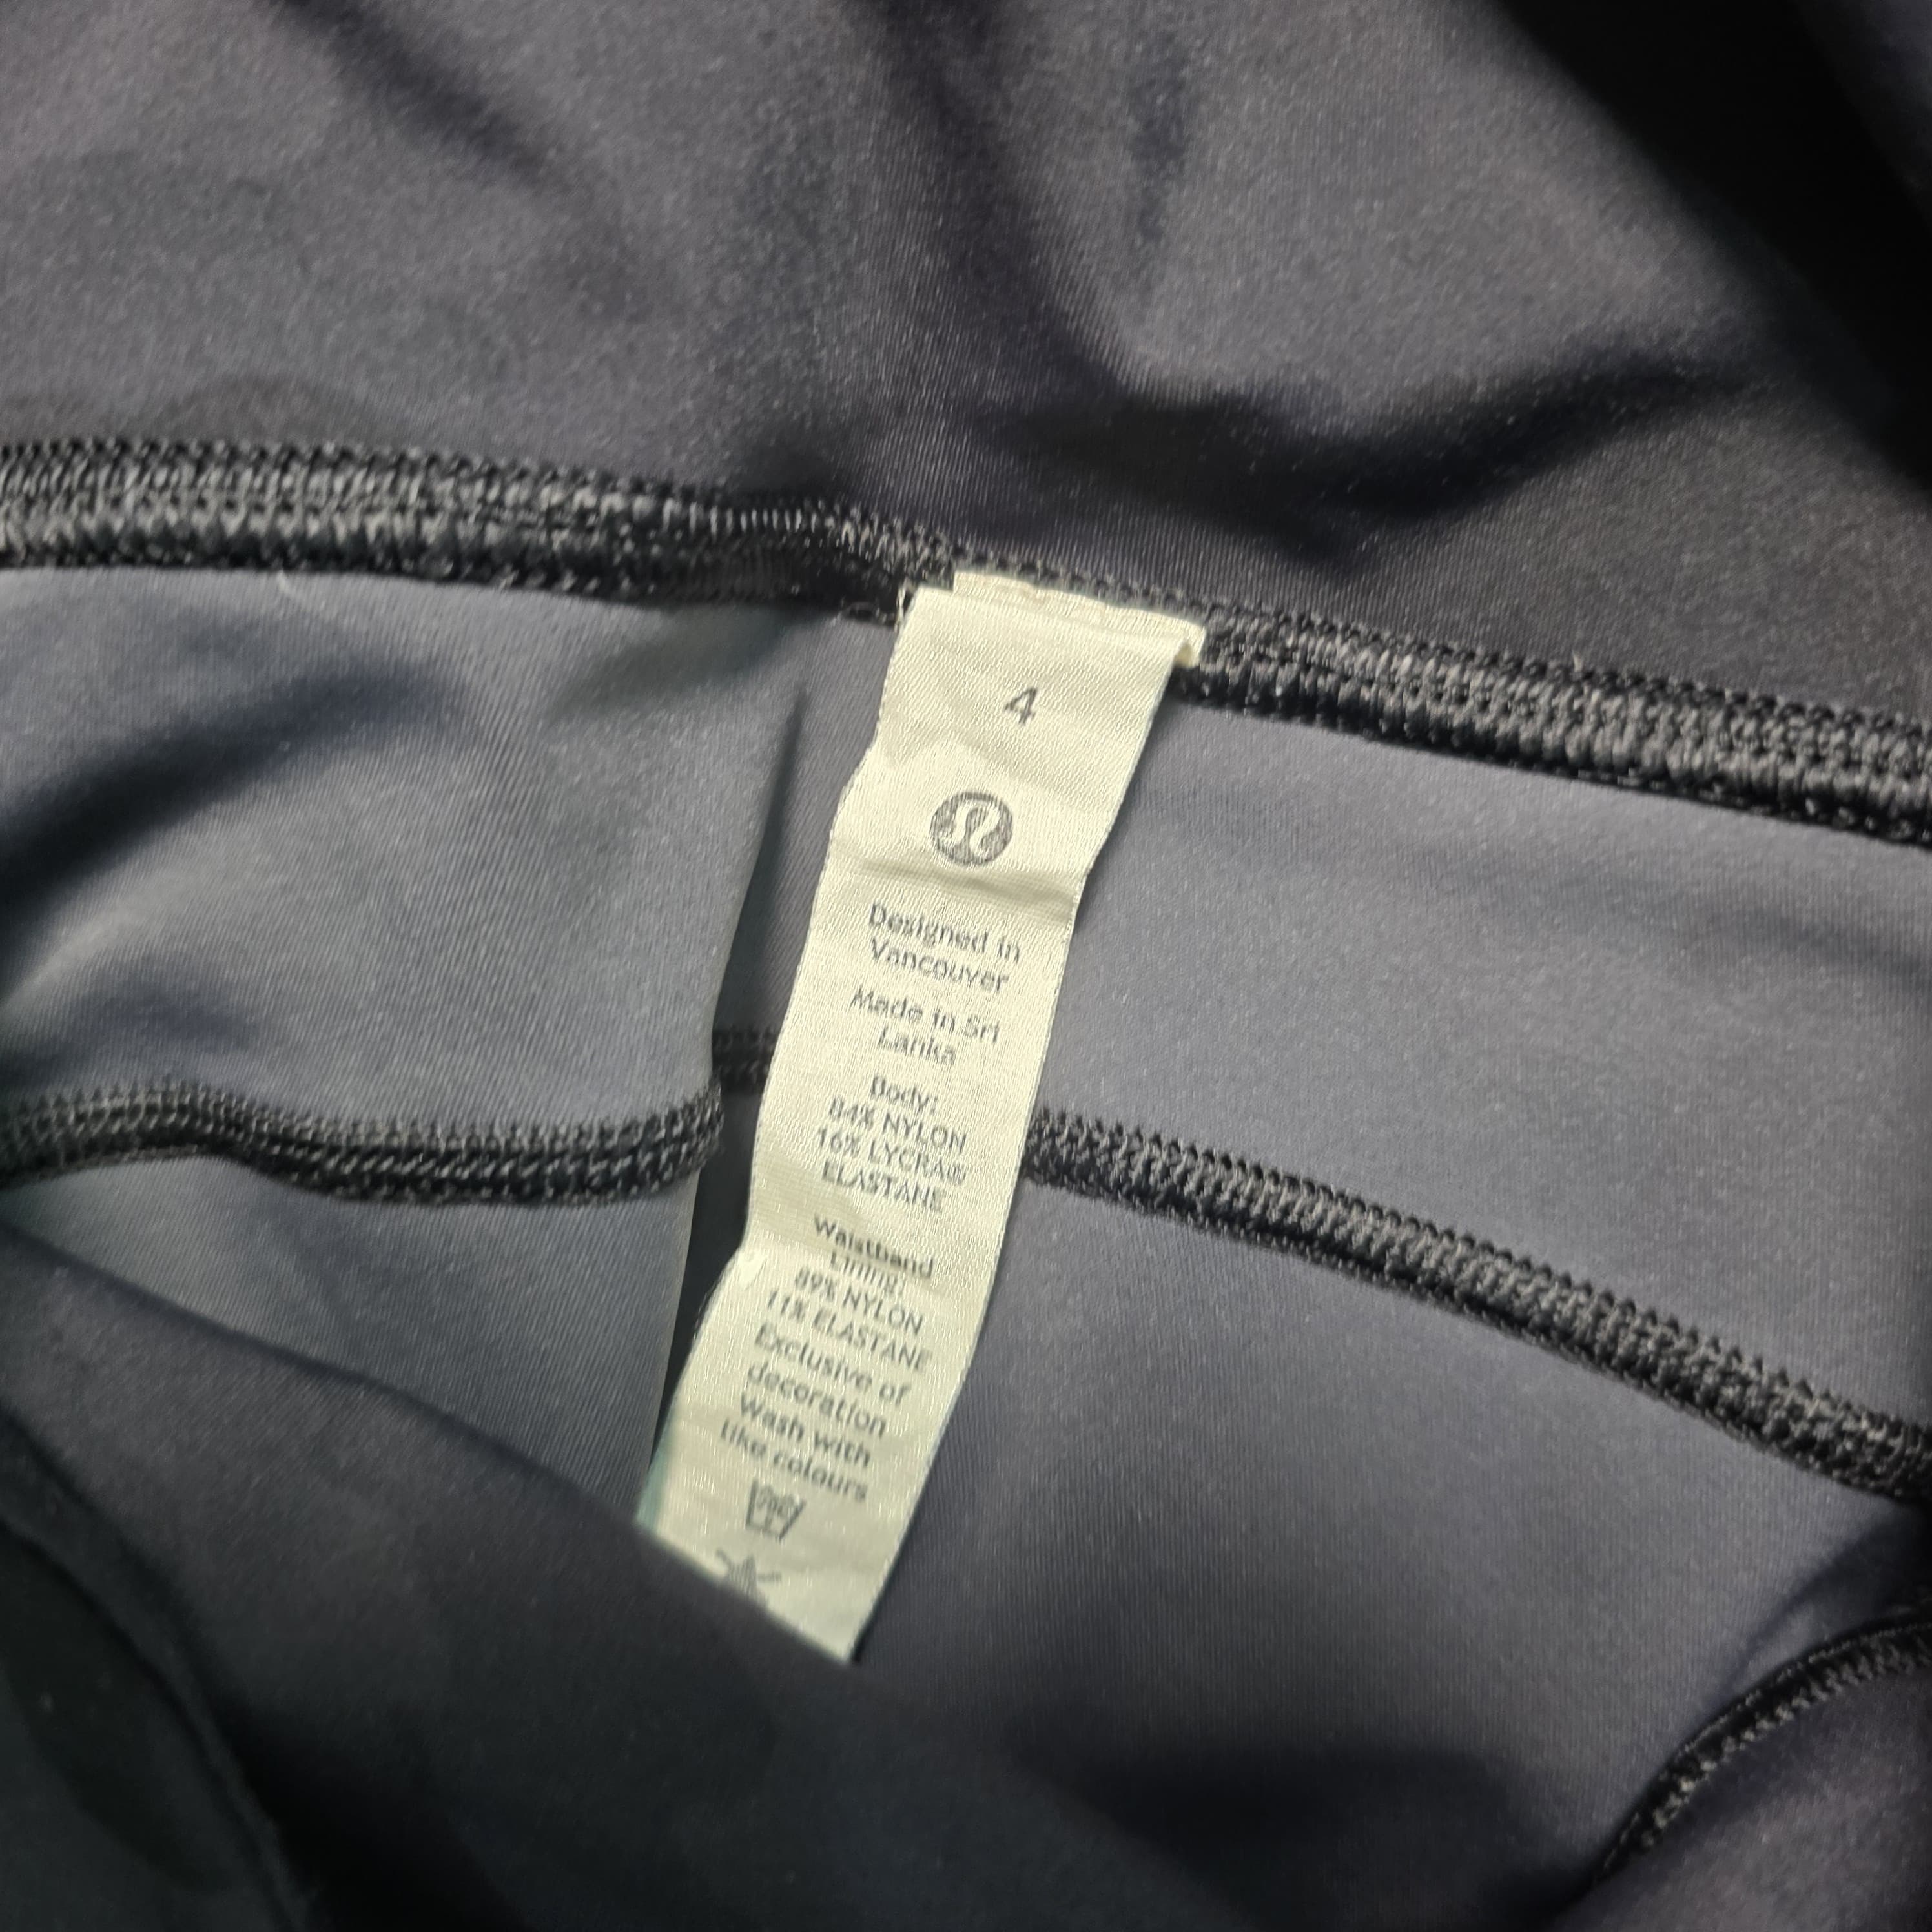 4
Designed in
Vancouver
Made in Sri
Lanka
Body:
84% NYLON
16% LYCRA®
ELASTANE
Waistband
Lining:
89% NYLON
11% ELASTANE
Exclusive of
decoration
Wash with
like colours